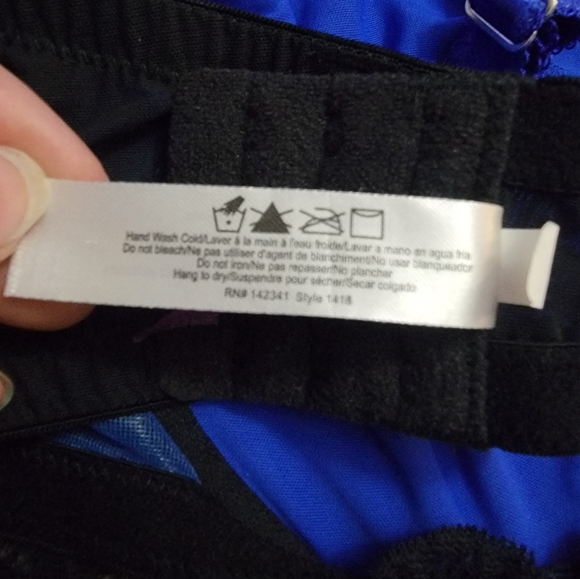 Hand Wash Cold/Laver à la main à l'eau froide/Lavar a mano en agua fria
Do not bleach/Ne pas utiliser d'agent de blanchiment/No usar blanqueador
Do not iron/Ne pas repasser/No planchar
Hang to dry/Suspendre pour sécher/Secar colgado
RN# 142341 Style 1418